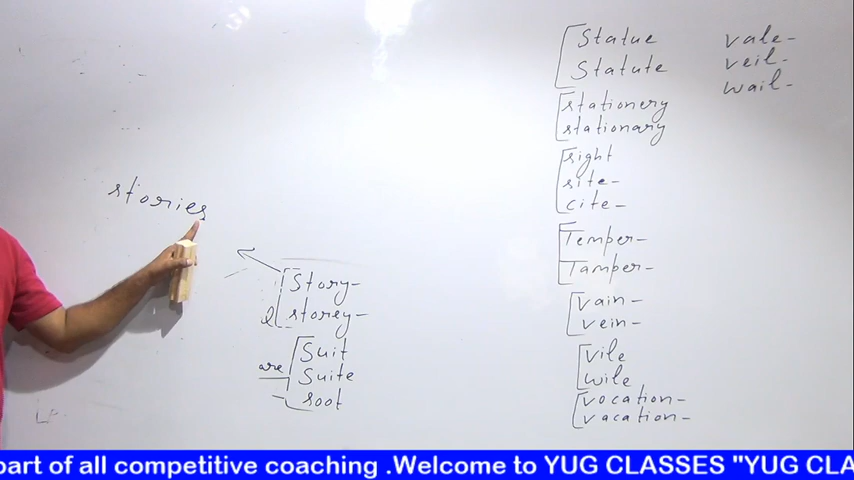 stories
Story-
& storey-
Suit
are Suite
- soot
Statue
Statute
stationery
stationary
right
site-
cite-
Temper-
Tamper-
vain-
vein-
vile
wile
vocation-
vacation-
vale-
veil-
wail-
part of all competitive coaching .Welcome to YUG CLASSES "YUG CLA